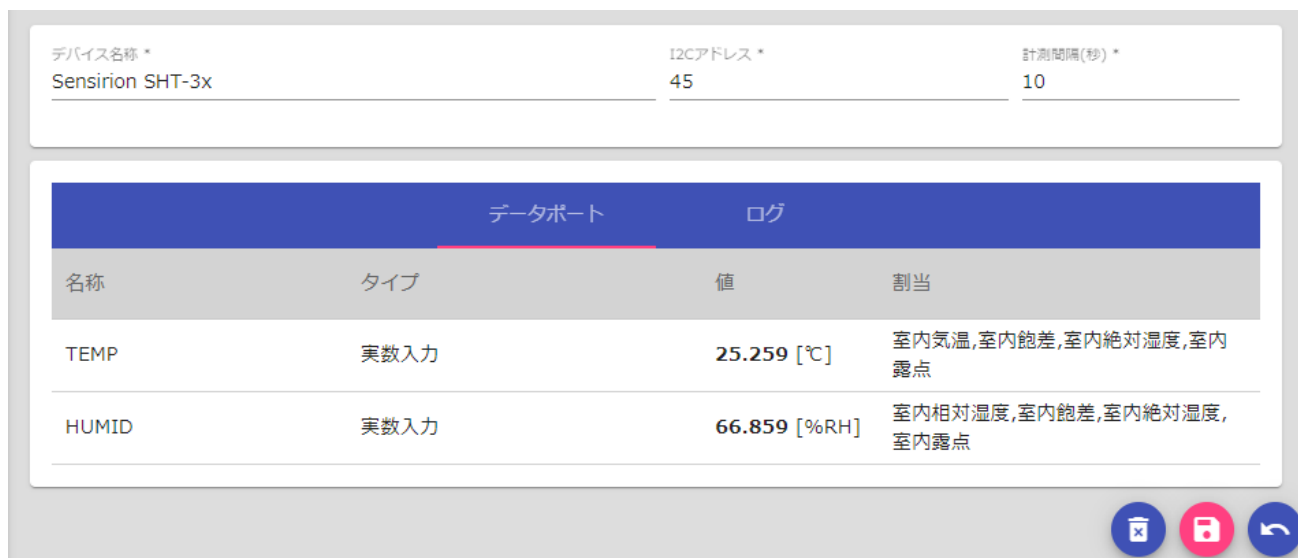 デバイス名称 *
I2Cアドレス *
計測間隔(秒) *
Sensirion SHT-3x
45
10
データポート
ログ
名称
タイプ
値
割当
TEMP
実数入力
25.259 [℃]
室内気温,室内飽差,室内絶対湿度,室内
露点
HUMID
実数入力
66.859 [%RH]
室内相対湿度,室内飽差,室内絶対湿度,
室内露点